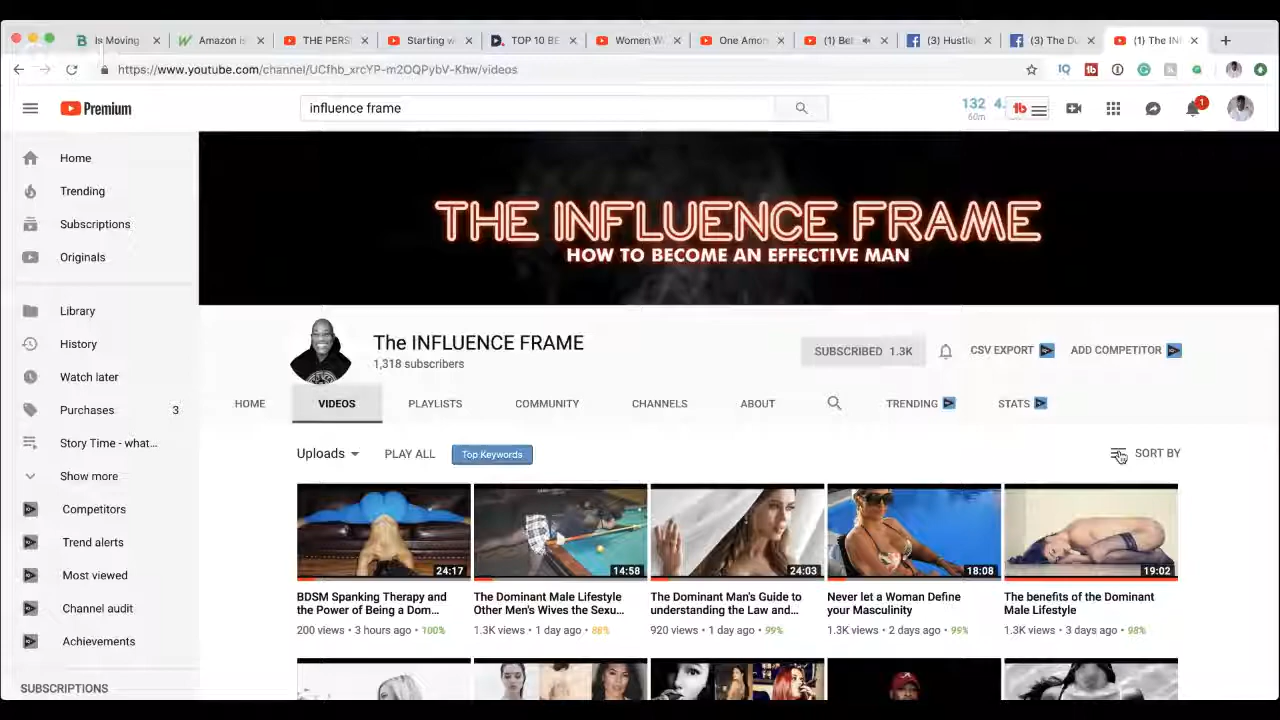 Is Moving
Amazon is
THE PERS
Starting w
TOP 10 BE
Women W
One Amor
(1) Bet
(3) Hustle
(3) The Du
(1) The IN
https://www.youtube.com/channel/UCfhb_xrcYP-m2OQPybV-Khw/videos
Premium
influence frame
132
4.
60m
1
Home
Trending
Subscriptions
Originals
Library
History
Watch later
Purchases 3
Story Time - what...
Show more
Competitors
Trend alerts
Most viewed
Channel audit
Achievements
SUBSCRIPTIONS
THE INFLUENCE FRAME
HOW TO BECOME AN EFFECTIVE MAN
The INFLUENCE FRAME
1,318 subscribers
SUBSCRIBED 1.3K
CSV EXPORT
ADD COMPETITOR
HOME VIDEOS PLAYLISTS COMMUNITY CHANNELS ABOUT TRENDING STATS
Uploads PLAY ALL Top Keywords SORT BY
24:17
BDSM Spanking Therapy and
the Power of Being a Dom...
200 views • 3 hours ago • 100%
14:58
The Dominant Male Lifestyle
Other Men's Wives the Sexu...
1.3K views • 1 day ago • 88%
24:03
The Dominant Man's Guide to
understanding the Law and...
920 views • 1 day ago • 99%
18:08
Never let a Woman Define
your Masculinity
1.3K views • 2 days ago • 99%
19:02
The benefits of the Dominant
Male Lifestyle
1.3K views • 3 days ago • 98%